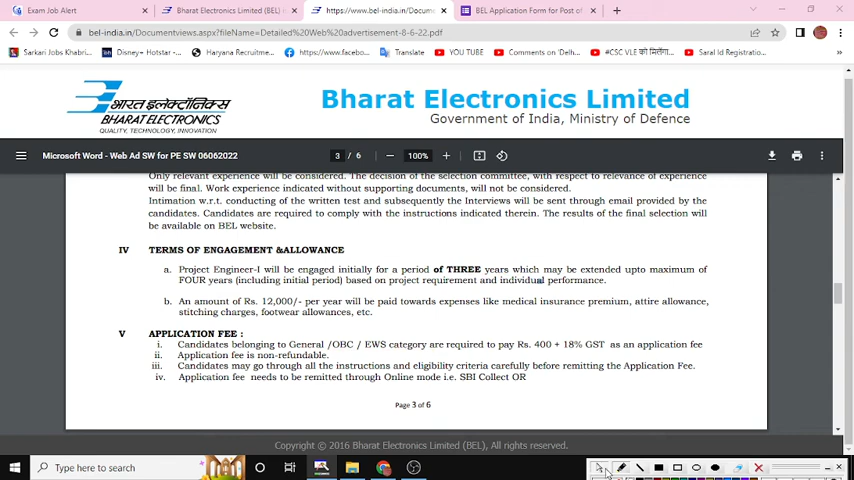 Exam Job Alert
Bharat Electronics Limited (BEL) i
https://www.bel-india.in/Docum
BEL Application Form for Post of
bel-india.in/Documentviews.aspx?fileName=Detailed%20Web%20advertisement-8-6-22.pdf
Sarkari Jobs Khabri...
Disney+ Hotstar -...
Haryana Recruitme...
https://www.facebo...
Translate
YOU TUBE
Comments on 'Delh...
#CSC VLE को मिलेंगा...
Saral Id Registratio...
भारत इलेक्ट्रॉनिक्स
BHARAT ELECTRONICS
QUALITY, TECHNOLOGY, INNOVATION
Bharat Electronics Limited
Government of India, Ministry of Defence
Microsoft Word - Web Ad SW for PE SW 06062022
3 / 6
100%
Only relevant experience will be considered. The decision of the selection committee, with respect to relevance of experience
will be final. Work experience indicated without supporting documents, will not be considered.
Intimation w.r.t. conducting of the written test and subsequently the Interviews will be sent through email provided by the
candidates. Candidates are required to comply with the instructions indicated therein. The results of the final selection will
be available on BEL website.
IV TERMS OF ENGAGEMENT &ALLOWANCE
a. Project Engineer-I will be engaged initially for a period of THREE years which may be extended upto maximum of
FOUR years (including initial period) based on project requirement and individual performance.
b. An amount of Rs. 12,000/- per year will be paid towards expenses like medical insurance premium, attire allowance,
stitching charges, footwear allowances, etc.
V APPLICATION FEE :
i. Candidates belonging to General /OBC / EWS category are required to pay Rs. 400 + 18% GST as an application fee
ii. Application fee is non-refundable.
iii. Candidates may go through all the instructions and eligibility criteria carefully before remitting the Application Fee.
iv. Application fee needs to be remitted through Online mode i.e. SBI Collect OR
Page 3 of 6
Copyright © 2016 Bharat Electronics Limited (BEL), All rights reserved.
Type here to search